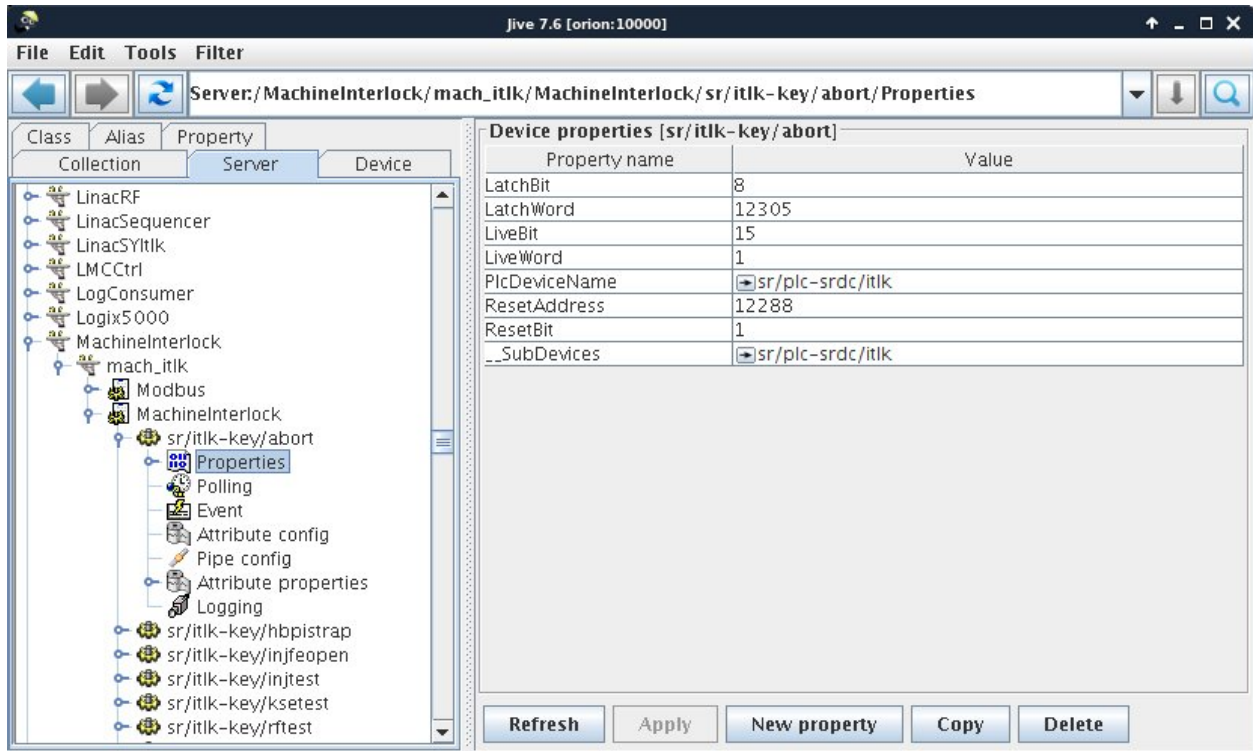 Jive 7.6 [orion:10000]
File Edit Tools Filter
Server:/MachineInterlock/mach_itlk/MachineInterlock/sr/itlk-key/abort/Properties
Class Alias Property
Collection Server Device
LinacRF
LinacSequencer
LinacSYItlk
LMCCtrl
LogConsumer
Logix5000
MachineInterlock
mach_itlk
Modbus
MachineInterlock
sr/itlk-key/abort
Properties
Polling
Event
Attribute config
Pipe config
Attribute properties
Logging
sr/itlk-key/hbpistrap
sr/itlk-key/injfeopen
sr/itlk-key/injtest
sr/itlk-key/ksetest
sr/itlk-key/rftest
Device properties [sr/itlk-key/abort]
Property name Value
LatchBit 8
LatchWord 12305
LiveBit 15
LiveWord 1
PlcDeviceName sr/plc-srdc/itlk
ResetAddress 12288
ResetBit 1
__SubDevices sr/plc-srdc/itlk
Refresh Apply New property Copy Delete